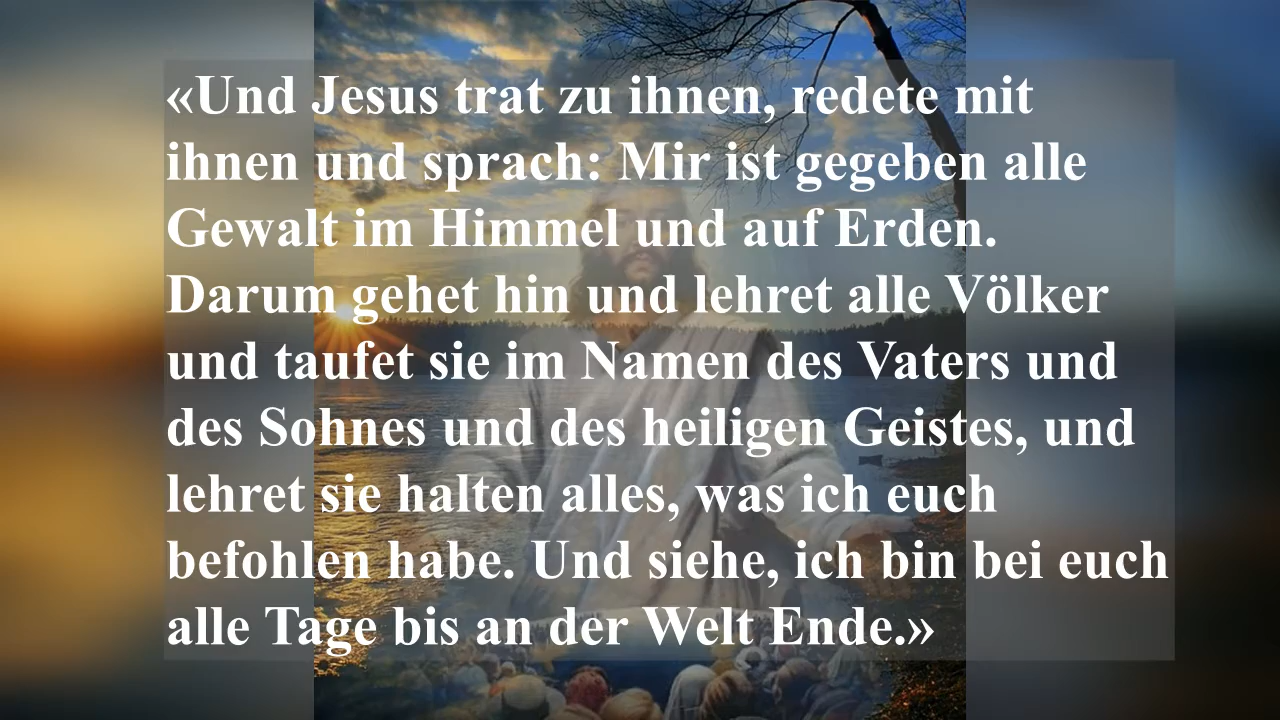 «Und Jesus trat zu ihnen, redete mit
ihnen und sprach: Mir ist gegeben alle
Gewalt im Himmel und auf Erden.
Darum gehet hin und lehret alle Völker
und taufet sie im Namen des Vaters und
des Sohnes und des heiligen Geistes, und
lehret sie halten alles, was ich euch
befohlen habe. Und siehe, ich bin bei euch
alle Tage bis an der Welt Ende.»